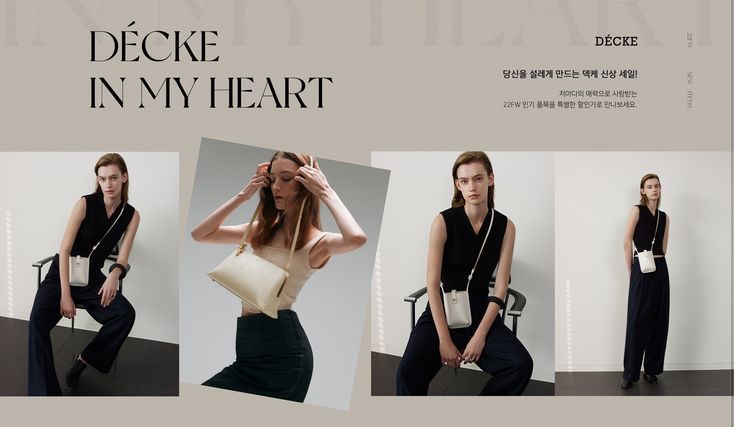 IN MY HEART
DÉCKE
IN MY HEART
DÉCKE
당신을 설레게 만드는 덱케 신상 세일!
저마다의 매력으로 사랑받는
22FW 인기 품목을 특별한 할인가로 만나보세요.
22F/W
NEW ITEMS